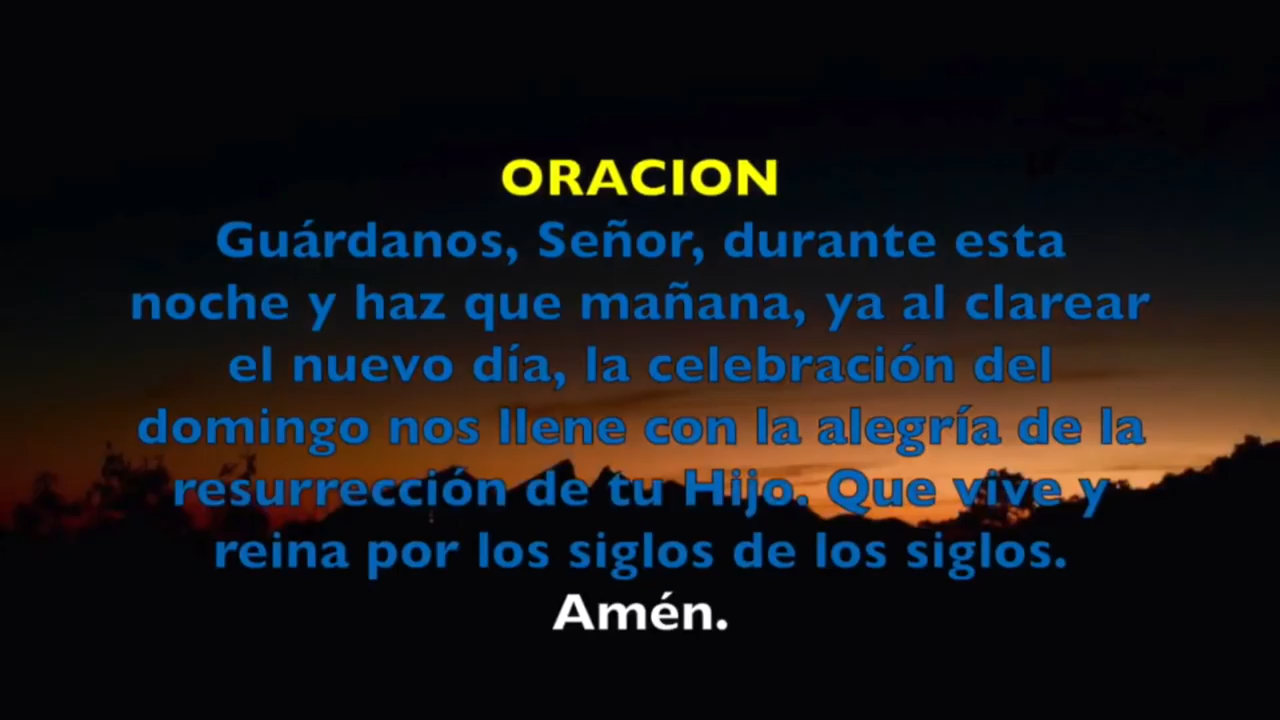 ORACION
Guárdanos, Señor, durante esta
noche y haz que mañana, ya al clarear
el nuevo día, la celebración del
domingo nos llene con la alegría de la
resurrección de tu Hijo. Que vive y
reina por los siglos de los siglos.
Amén.